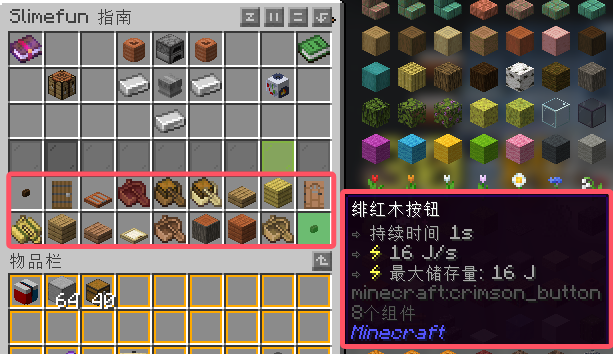 Slimefun 指南
物品栏
64
40
绯红木按钮
⇨ 持续时间 1s
⇨ ⚡ 16 J/s
⇨ ⚡ 最大储存量: 16 J
minecraft:crimson_button
8个组件
Minecraft